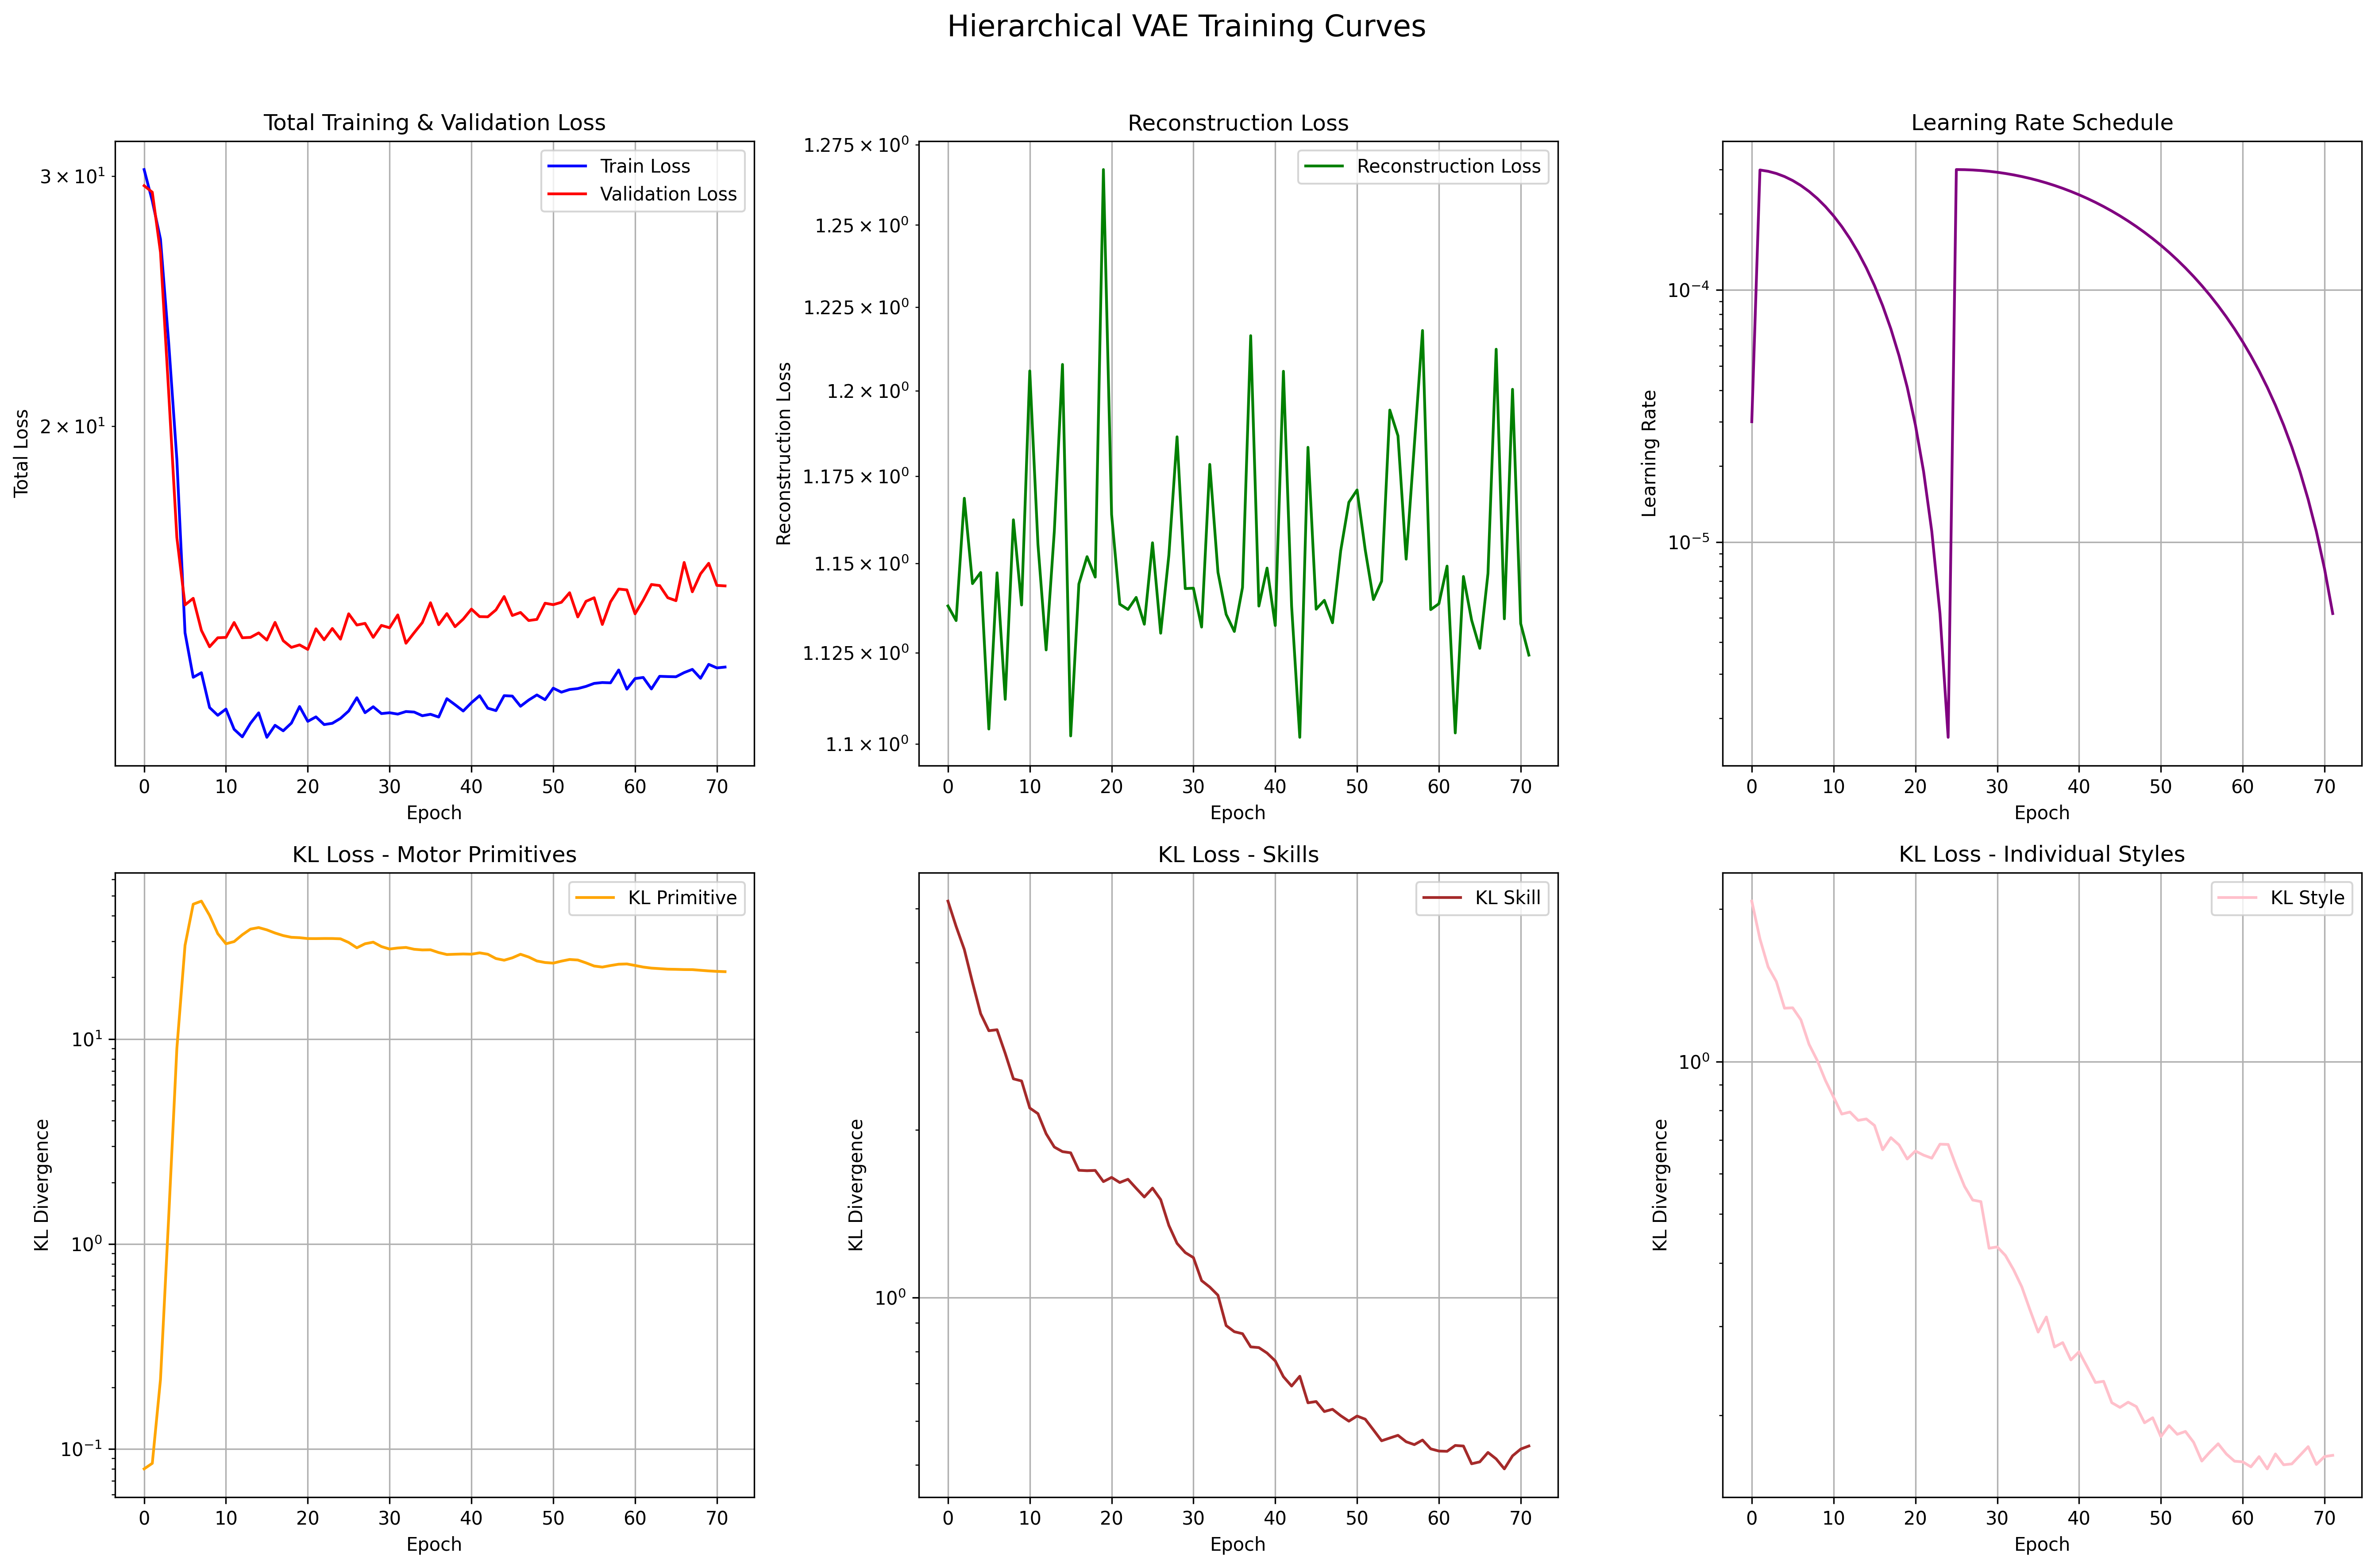 Hierarchical VAE Training Curves
Total Training & Validation Loss
Total Loss
3 × 10¹
2 × 10¹
Train Loss
Validation Loss
0 10 20 30 40 50 60 70
Epoch
Reconstruction Loss
Reconstruction Loss
1.275 × 10⁰
1.25 × 10⁰
1.225 × 10⁰
1.2 × 10⁰
1.175 × 10⁰
1.15 × 10⁰
1.125 × 10⁰
1.1 × 10⁰
Reconstruction Loss
0 10 20 30 40 50 60 70
Epoch
Learning Rate Schedule
Learning Rate
10⁻⁴
10⁻⁵
0 10 20 30 40 50 60 70
Epoch
KL Loss - Motor Primitives
KL Divergence
10¹
10⁰
10⁻¹
KL Primitive
0 10 20 30 40 50 60 70
Epoch
KL Loss - Skills
KL Divergence
10⁰
KL Skill
0 10 20 30 40 50 60 70
Epoch
KL Loss - Individual Styles
KL Divergence
10⁰
KL Style
0 10 20 30 40 50 60 70
Epoch